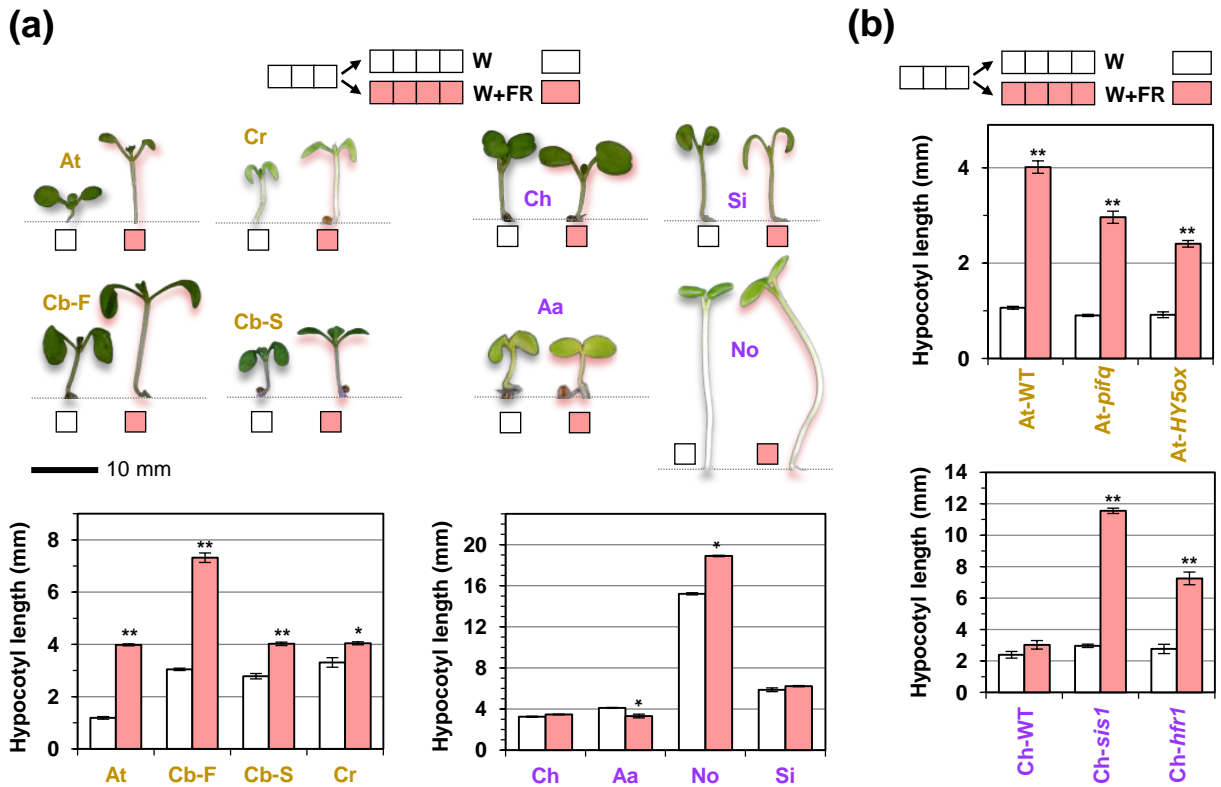 (a)
W
W+FR
At
Cr
Ch
Si
Cb-F
Cb-S
Aa
No
10 mm
Hypocotyl length (mm)
8
6
4
2
0
At
Cb-F
Cb-S
Cr
**
**
**
*
Hypocotyl length (mm)
20
16
12
8
4
0
Ch
Aa
No
Si
*
*
(b)
W
W+FR
Hypocotyl length (mm)
4
2
0
**
**
**
At-WT
At-pifq
At-HY5ox
Hypocotyl length (mm)
14
12
10
8
6
4
2
0
**
**
Ch-WT
Ch-sis1
Ch-hfr1